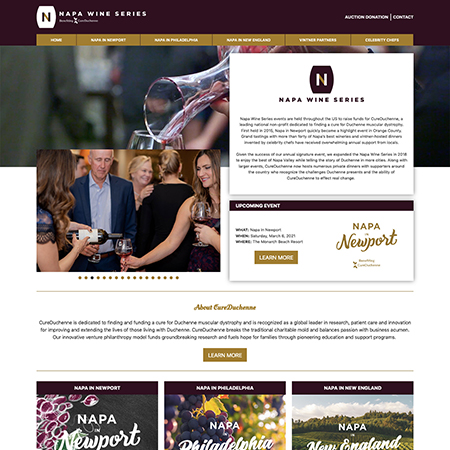 N NAPA WINE SERIES
Benefiting CureDuchenne
AUCTION DONATION | CONTACT
HOME NAPA IN NEWPORT NAPA IN PHILADELPHIA NAPA IN NEW ENGLAND VINTNER PARTNERS CELEBRITY CHEFS
N
NAPA WINE SERIES
Napa Wine Series events are held throughout the US to raise funds for CureDuchenne, a
leading national non-profit dedicated to finding a cure for Duchenne muscular dystrophy.
First held in 2015, Napa in Newport quickly became a highlight event in Orange County.
Grand tastings with more than forty of Napa's best wineries and vintner-hosted dinners
invented by celebrity chefs have received overwhelming annual support from locals.
Given the success of our annual signature event, we expanded the Napa Wine Series in 2018
to enjoy the best of Napa Valley while telling the story of Duchenne in more cities. Along with
larger events, CureDuchenne now hosts numerous private dinners with supporters around
the country who recognize the challenges Duchenne presents and the ability of
CureDuchenne to effect real change.
UPCOMING EVENT
WHAT: Napa in Newport
WHEN: Saturday, March 6, 2021
WHERE: The Monarch Beach Resort
LEARN MORE
NAPA
IN
Newport
Benefiting
CureDuchenne
About CureDuchenne
CureDuchenne is dedicated to finding and funding a cure for Duchenne muscular dystrophy and is recognized as a global leader in research, patient care and innovation
for improving and extending the lives of those living with Duchenne. CureDuchenne breaks the traditional charitable mold and balances passion with business acumen.
Our innovative venture philanthropy model funds groundbreaking research and fuels hope for families through pioneering education and support programs.
LEARN MORE
NAPA IN NEWPORT NAPA IN PHILADELPHIA NAPA IN NEW ENGLAND
NAPA NAPA NAPA
IN IN IN
Newport Philadelphia New England